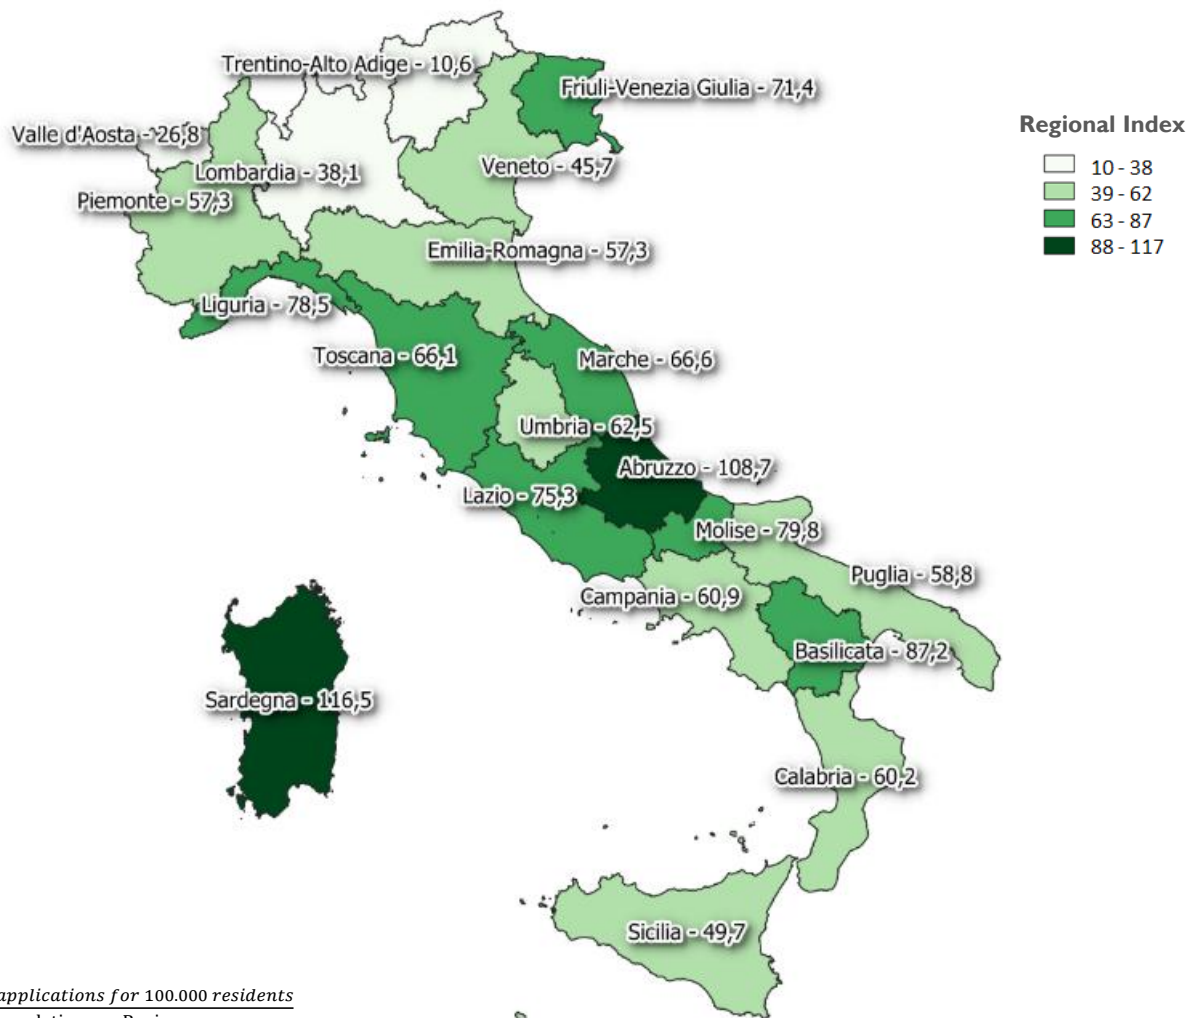 Trentino-Alto Adige - 10,6
Friuli-Venezia Giulia - 71,4
Valle d'Aosta - 26,8
Lombardia - 38,1
Veneto - 45,7
Piemonte - 57,3
Emilia-Romagna - 57,3
Liguria - 78,5
Toscana - 66,1
Marche - 66,6
Umbria - 62,5
Abruzzo - 108,7
Lazio - 75,3
Molise - 79,8
Puglia - 58,8
Campania - 60,9
Basilicata - 87,2
Sardegna - 116,5
Calabria - 60,2
Sicilia - 49,7
Regional Index
10 - 38
39 - 62
63 - 87
88 - 117
applications for 100.000 residents